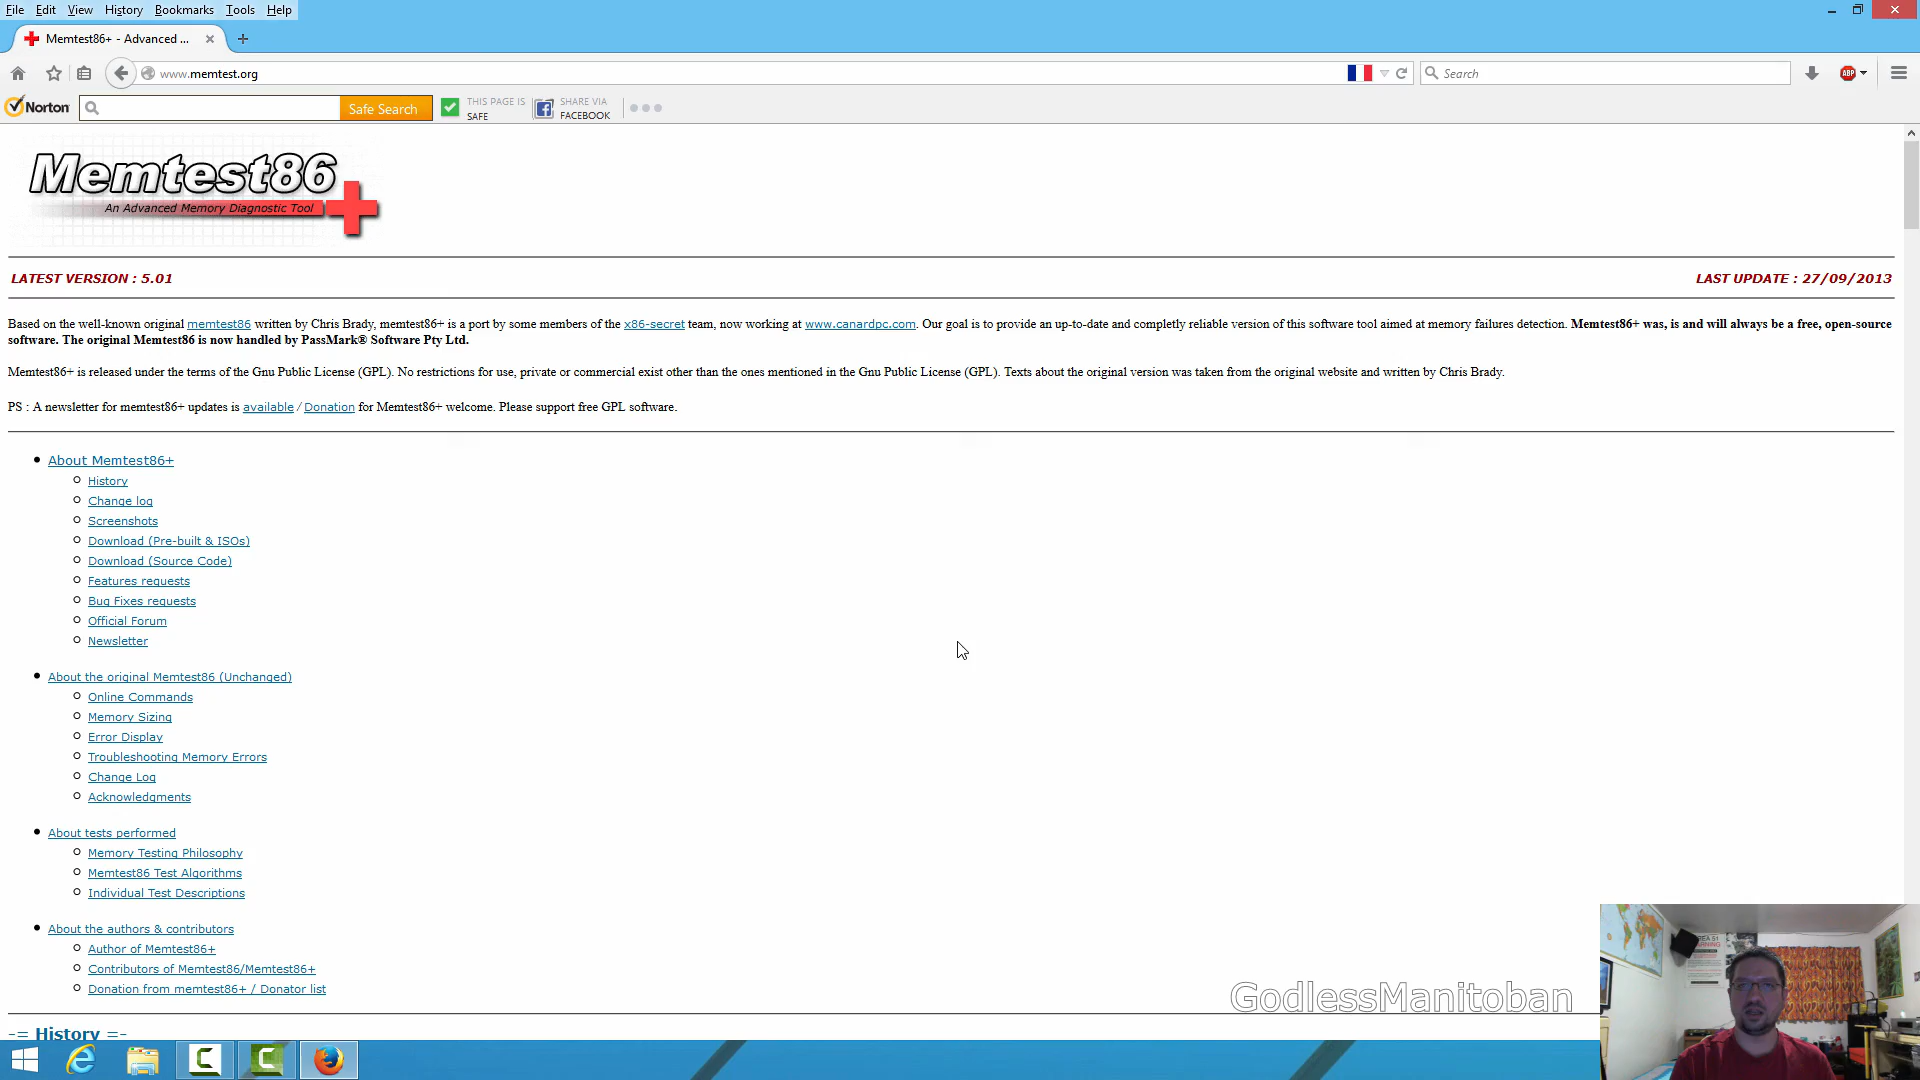 File Edit View History Bookmarks Tools Help
Memtest86+ - Advanced ...
www.memtest.org
Search
ABP
Norton
Safe Search
THIS PAGE IS
SAFE
SHARE VIA
FACEBOOK
Memtest86
An Advanced Memory Diagnostic Tool
LATEST VERSION : 5.01
LAST UPDATE : 27/09/2013
Based on the well-known original memtest86 written by Chris Brady, memtest86+ is a port by some members of the x86-secret team, now working at www.canardpc.com. Our goal is to provide an up-to-date and completly reliable version of this software tool aimed at memory failures detection. Memtest86+ was, is and will always be a free, open-source
software. The original Memtest86 is now handled by PassMark® Software Pty Ltd.
Memtest86+ is released under the terms of the Gnu Public License (GPL). No restrictions for use, private or commercial exist other than the ones mentioned in the Gnu Public License (GPL). Texts about the original version was taken from the original website and written by Chris Brady.
PS : A newsletter for memtest86+ updates is available / Donation for Memtest86+ welcome. Please support free GPL software.
About Memtest86+
History
Change log
Screenshots
Download (Pre-built & ISOs)
Download (Source Code)
Features requests
Bug Fixes requests
Official Forum
Newsletter
About the original Memtest86 (Unchanged)
Online Commands
Memory Sizing
Error Display
Troubleshooting Memory Errors
Change Log
Acknowledgments
About tests performed
Memory Testing Philosophy
Memtest86 Test Algorithms
Individual Test Descriptions
About the authors & contributors
Author of Memtest86+
Contributors of Memtest86/Memtest86+
Donation from memtest86+ / Donator list
GodlessManitoban
-= History =-